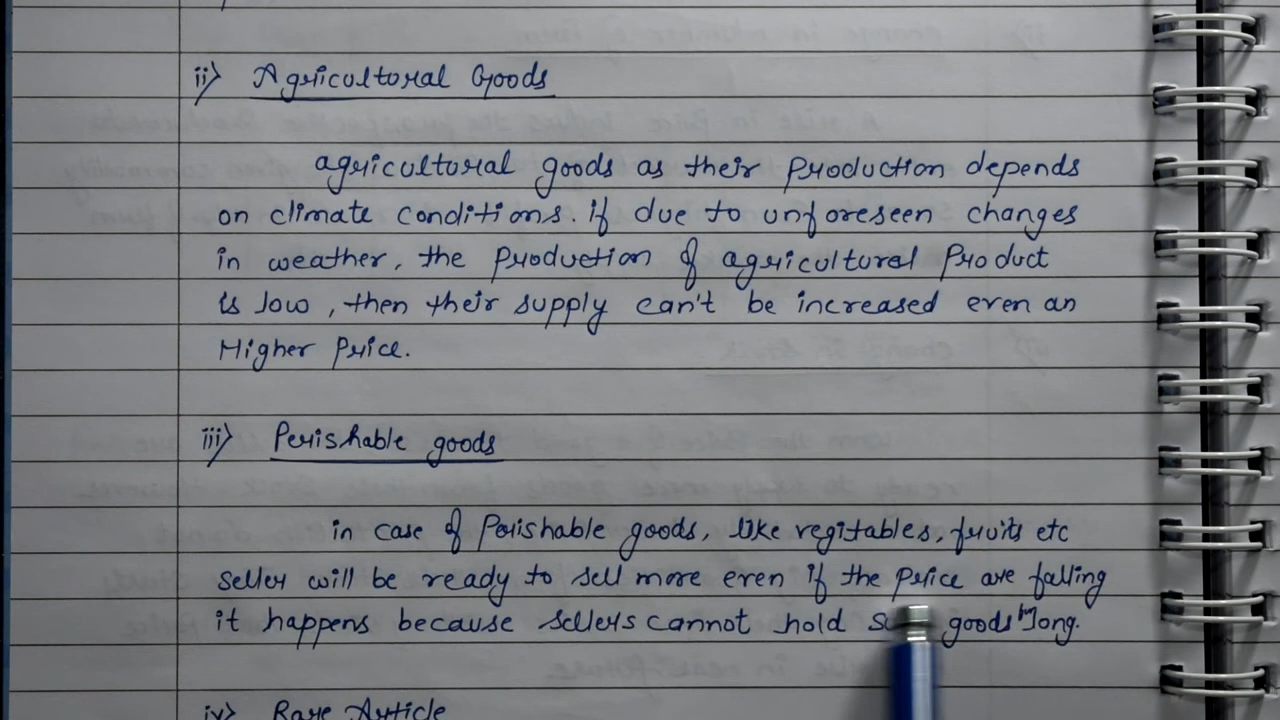 ii) Agricultural Goods
agricultural goods as their Production depends
on climate conditions. if due to unforeseen changes
in weather, the Production of agricultural Product
is low, then their supply can't be increased even an
Higher Price.
iii) Perishable goods
in case of Perishable goods, like vegitables, fruits etc
seller will be ready to sell more even if the price are falling
it happens because sellers cannot hold goods long.
iv) Rare Article